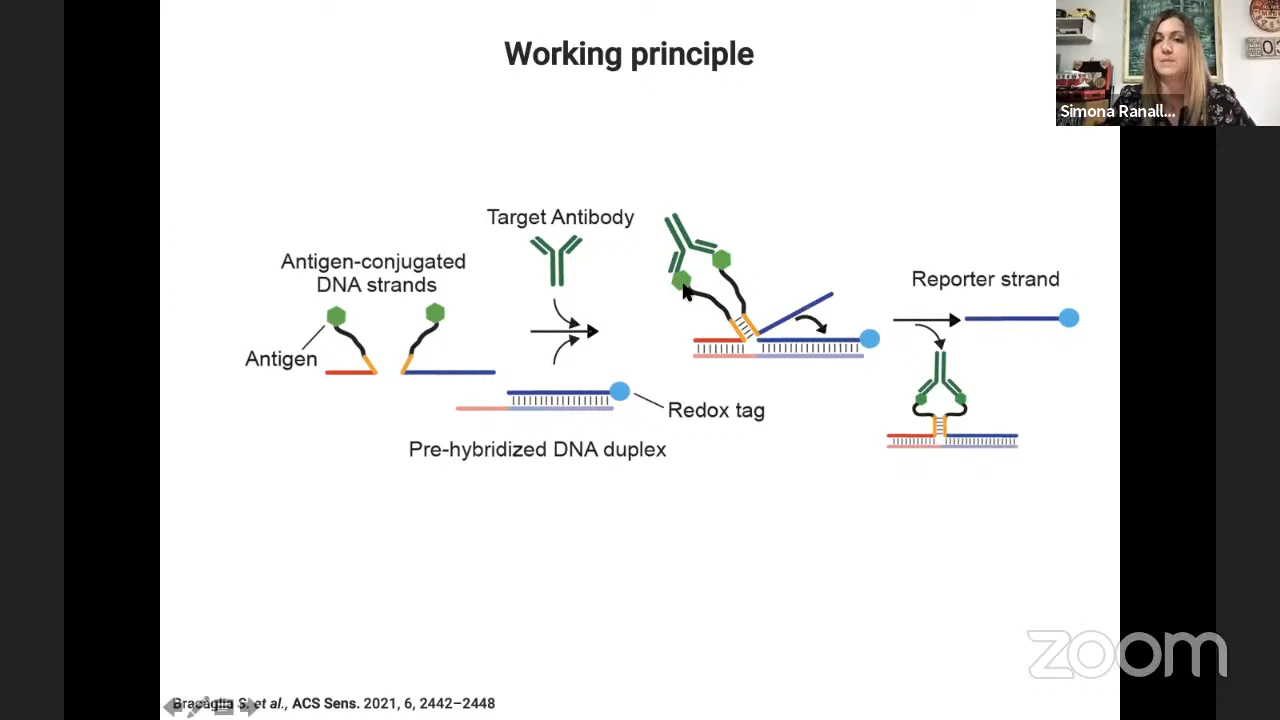 Working principle
Simona Ranall...
Target Antibody
Antigen-conjugated
DNA strands
Antigen
Reporter strand
Redox tag
Pre-hybridized DNA duplex
zoom
Bracaglia S. et al., ACS Sens. 2021, 6, 2442–2448